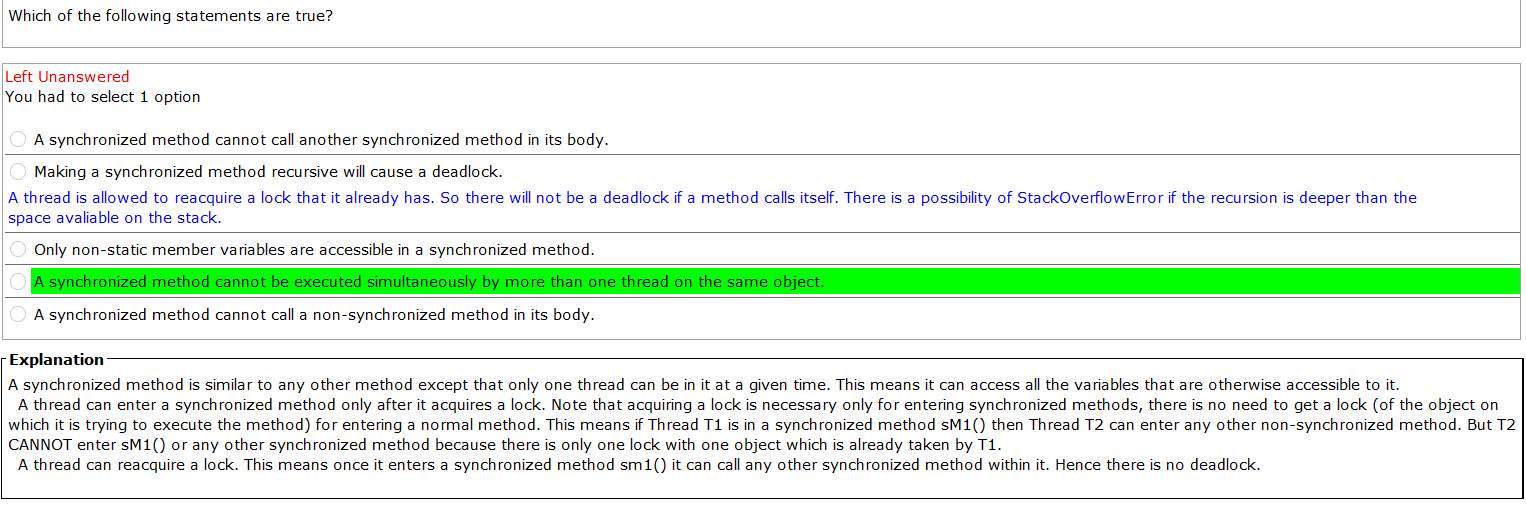 Which of the following statements are true?
Left Unanswered
You had to select 1 option
A synchronized method cannot call another synchronized method in its body.
Making a synchronized method recursive will cause a deadlock.
A thread is allowed to reacquire a lock that it already has. So there will not be a deadlock if a method calls itself. There is a possibility of StackOverflowError if the recursion is deeper than the
space avaliable on the stack.
Only non-static member variables are accessible in a synchronized method.
A synchronized method cannot be executed simultaneously by more than one thread on the same object.
A synchronized method cannot call a non-synchronized method in its body.
Explanation
A synchronized method is similar to any other method except that only one thread can be in it at a given time. This means it can access all the variables that are otherwise accessible to it.
A thread can enter a synchronized method only after it acquires a lock. Note that acquiring a lock is necessary only for entering synchronized methods, there is no need to get a lock (of the object on
which it is trying to execute the method) for entering a normal method. This means if Thread T1 is in a synchronized method sM1() then Thread T2 can enter any other non-synchronized method. But T2
CANNOT enter sM1() or any other synchronized method because there is only one lock with one object which is already taken by T1.
A thread can reacquire a lock. This means once it enters a synchronized method sm1() it can call any other synchronized method within it. Hence there is no deadlock.